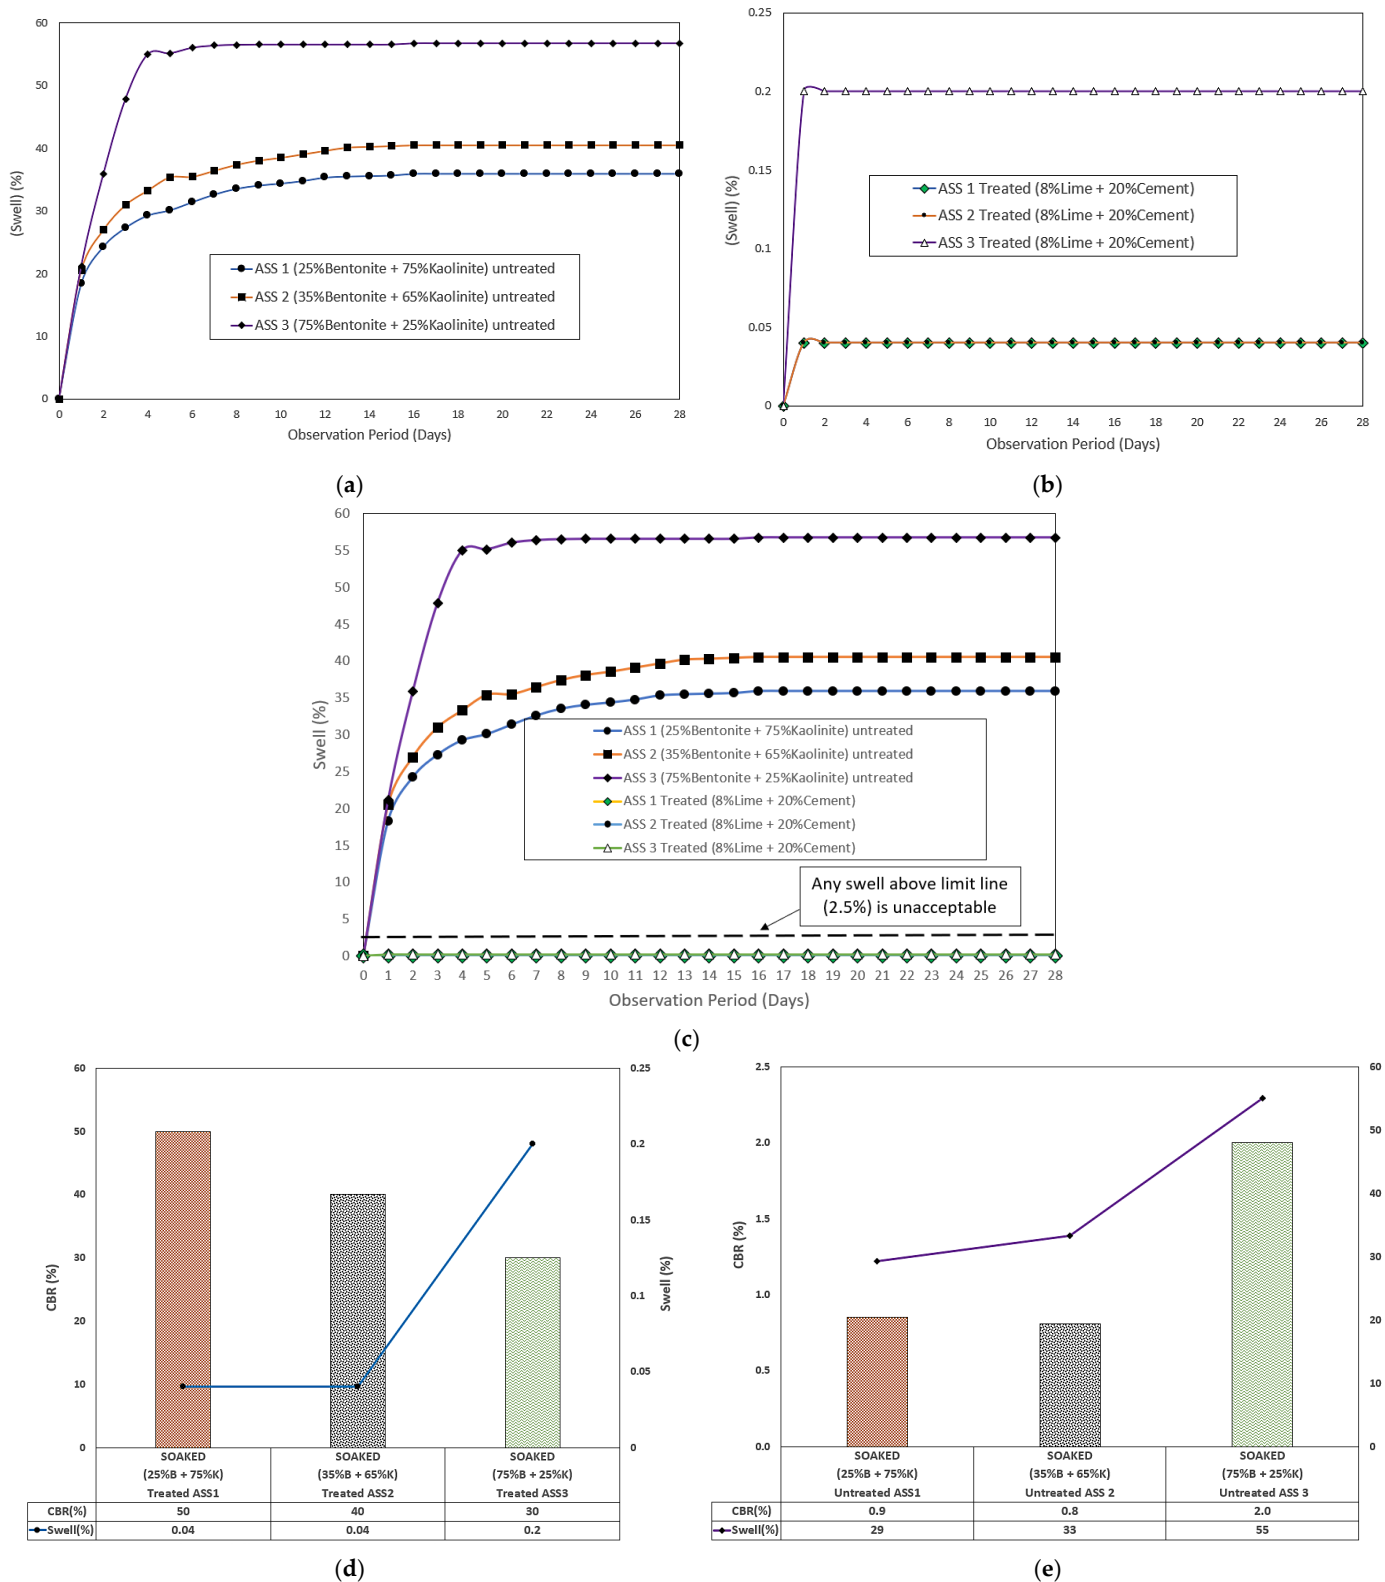 60
50
40
30
20
10
0
(Swell) (%)
ASS 1 (25%Bentonite + 75%Kaolinite) untreated
ASS 2 (35%Bentonite + 65%Kaolinite) untreated
ASS 3 (75%Bentonite + 25%Kaolinite) untreated
0 2 4 6 8 10 12 14 16 18 20 22 24 26 28
Observation Period (Days)
(a)
0.25
0.2
0.15
0.1
0.05
0
(Swell) (%)
ASS 1 Treated (8%Lime + 20%Cement)
ASS 2 Treated (8%Lime + 20%Cement)
ASS 3 Treated (8%Lime + 20%Cement)
0 2 4 6 8 10 12 14 16 18 20 22 24 26 28
Observation Period (Days)
(b)
60
55
50
45
40
35
30
25
20
15
10
5
0
Swell (%)
ASS 1 (25%Bentonite + 75%Kaolinite) untreated
ASS 2 (35%Bentonite + 65%Kaolinite) untreated
ASS 3 (75%Bentonite + 25%Kaolinite) untreated
ASS 1 Treated (8%Lime + 20%Cement)
ASS 2 Treated (8%Lime + 20%Cement)
ASS 3 Treated (8%Lime + 20%Cement)
Any swell above limit line
(2.5%) is unacceptable
0 1 2 3 4 5 6 7 8 9 10 11 12 13 14 15 16 17 18 19 20 21 22 23 24 25 26 27 28
Observation Period (Days)
(c)
60
50
40
30
20
10
0
CBR (%)
0.25
0.2
0.15
0.1
0.05
0
Swell (%)
SOAKED SOAKED SOAKED
(25%B + 75%K) (35%B + 65%K) (75%B + 25%K)
Treated ASS1 Treated ASS2 Treated ASS3
CBR(%) 50 40 30
Swell(%) 0.04 0.04 0.2
(d)
2.5
2.0
1.5
1.0
0.5
0.0
CBR (%)
60
50
40
30
20
10
0
SOAKED SOAKED SOAKED
(25%B + 75%K) (35%B + 65%K) (75%B + 25%K)
Untreated ASS1 Untreated ASS 2 Untreated ASS 3
CBR(%) 0.9 0.8 2.0
Swell(%) 29 33 55
(e)